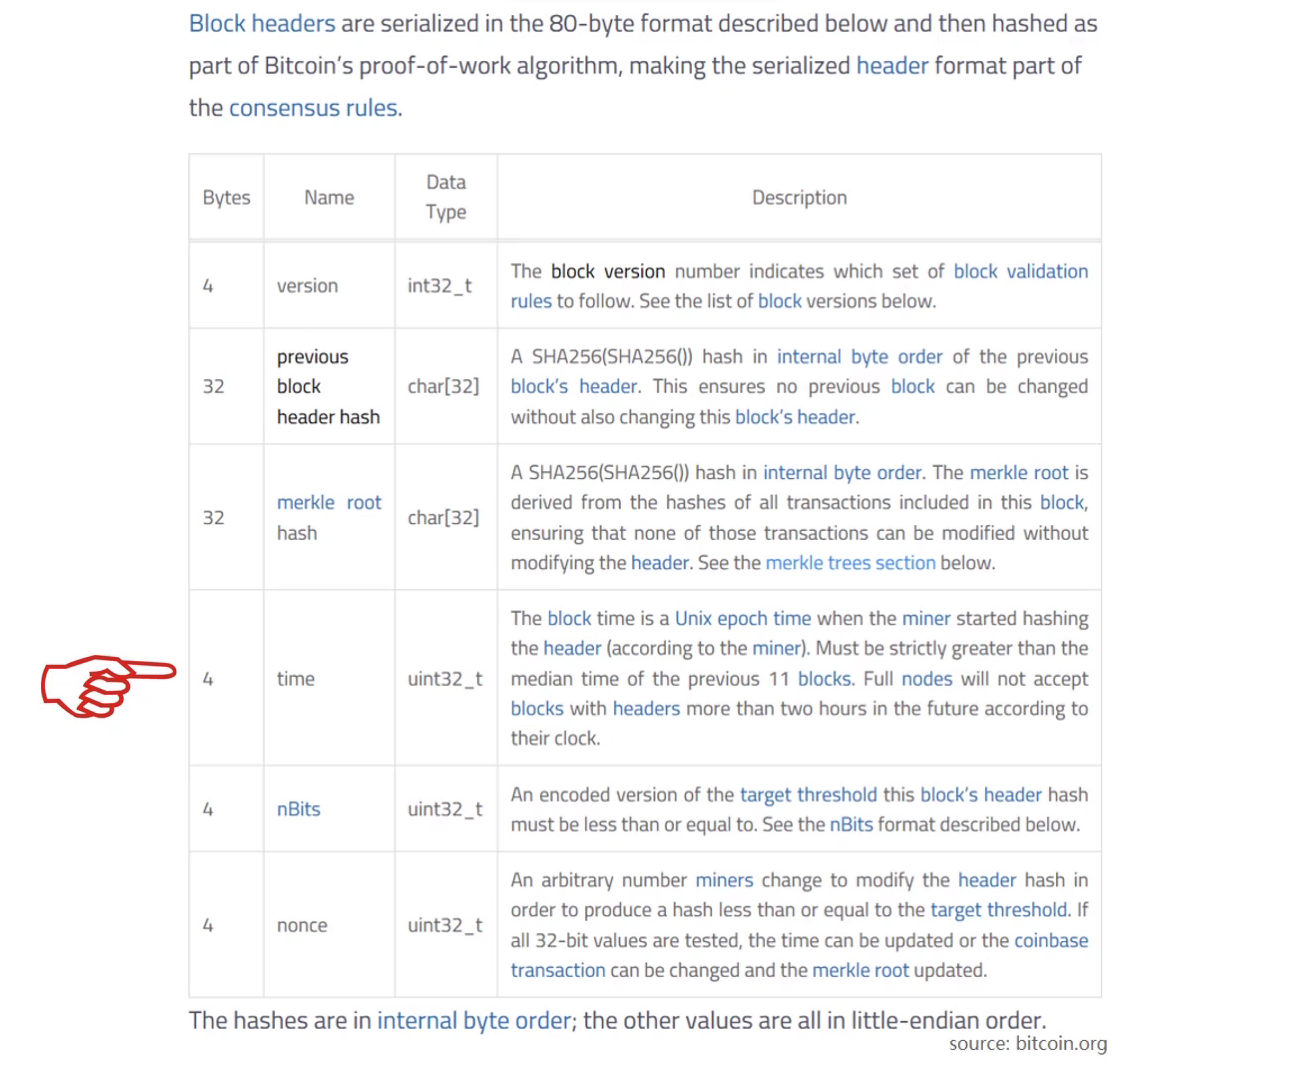 Block headers are serialized in the 80-byte format described below and then hashed as
part of Bitcoin's proof-of-work algorithm, making the serialized header format part of
the consensus rules.
Bytes Name Data Type Description
4 version int32_t The block version number indicates which set of block validation
rules to follow. See the list of block versions below.
32 previous block header hash char[32] A SHA256(SHA256()) hash in internal byte order of the previous
block's header. This ensures no previous block can be changed
without also changing this block's header.
32 merkle root hash char[32] A SHA256(SHA256()) hash in internal byte order. The merkle root is
derived from the hashes of all transactions included in this block,
ensuring that none of those transactions can be modified without
modifying the header. See the merkle trees section below.
4 time uint32_t The block time is a Unix epoch time when the miner started hashing
the header (according to the miner). Must be strictly greater than the
median time of the previous 11 blocks. Full nodes will not accept
blocks with headers more than two hours in the future according to
their clock.
4 nBits uint32_t An encoded version of the target threshold this block's header hash
must be less than or equal to. See the nBits format described below.
4 nonce uint32_t An arbitrary number miners change to modify the header hash in
order to produce a hash less than or equal to the target threshold. If
all 32-bit values are tested, the time can be updated or the coinbase
transaction can be changed and the merkle root updated.
The hashes are in internal byte order; the other values are all in little-endian order.
source: bitcoin.org